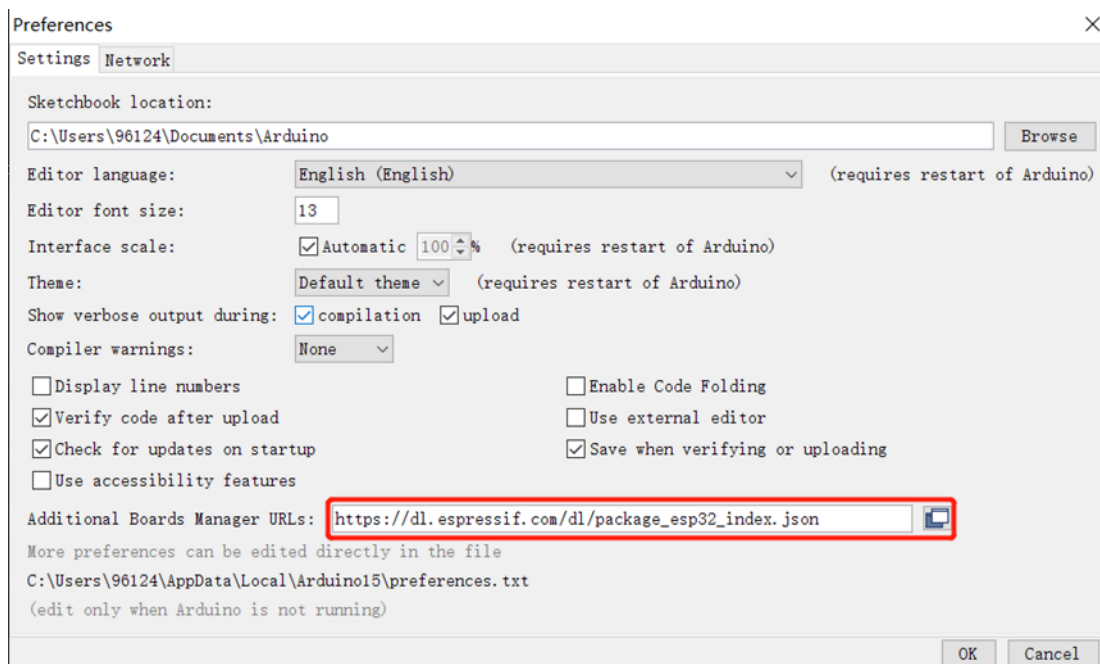 Preferences
Settings Network
Sketchbook location:
C:\Users\96124\Documents\Arduino Browse
Editor language: English (English) (requires restart of Arduino)
Editor font size: 13
Interface scale: Automatic 100 % (requires restart of Arduino)
Theme: Default theme (requires restart of Arduino)
Show verbose output during: compilation upload
Compiler warnings: None
Display line numbers Enable Code Folding
Verify code after upload Use external editor
Check for updates on startup Save when verifying or uploading
Use accessibility features
Additional Boards Manager URLs: https://dl.espressif.com/dl/package_esp32_index.json
More preferences can be edited directly in the file
C:\Users\96124\AppData\Local\Arduino15\preferences.txt
(edit only when Arduino is not running)
OK Cancel